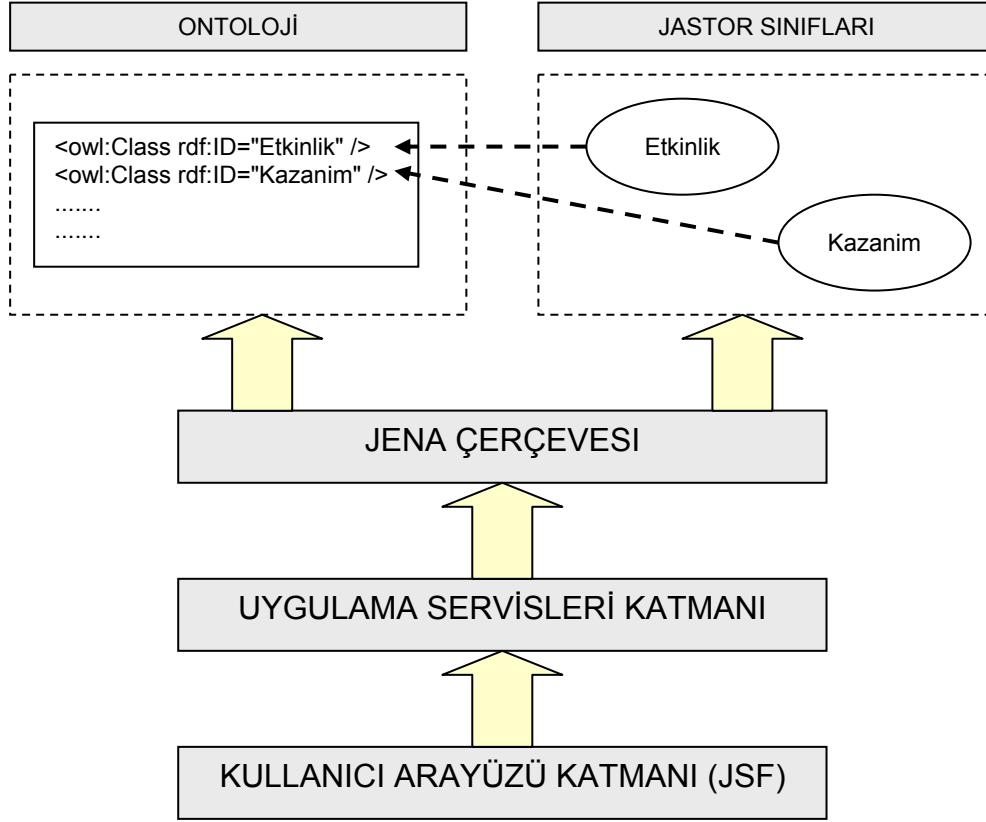 ONTOLOJİ
JASTOR SINIFLARI
<owl:Class rdf:ID="Etkinlik" />
<owl:Class rdf:ID="Kazanim" />
.......
.......
Etkinlik
Kazanim
JENA ÇERÇEVESI
UYGULAMA SERVİSLERİ KATMANI
KULLANICI ARAYÜZÜ KATMANI (JSF)